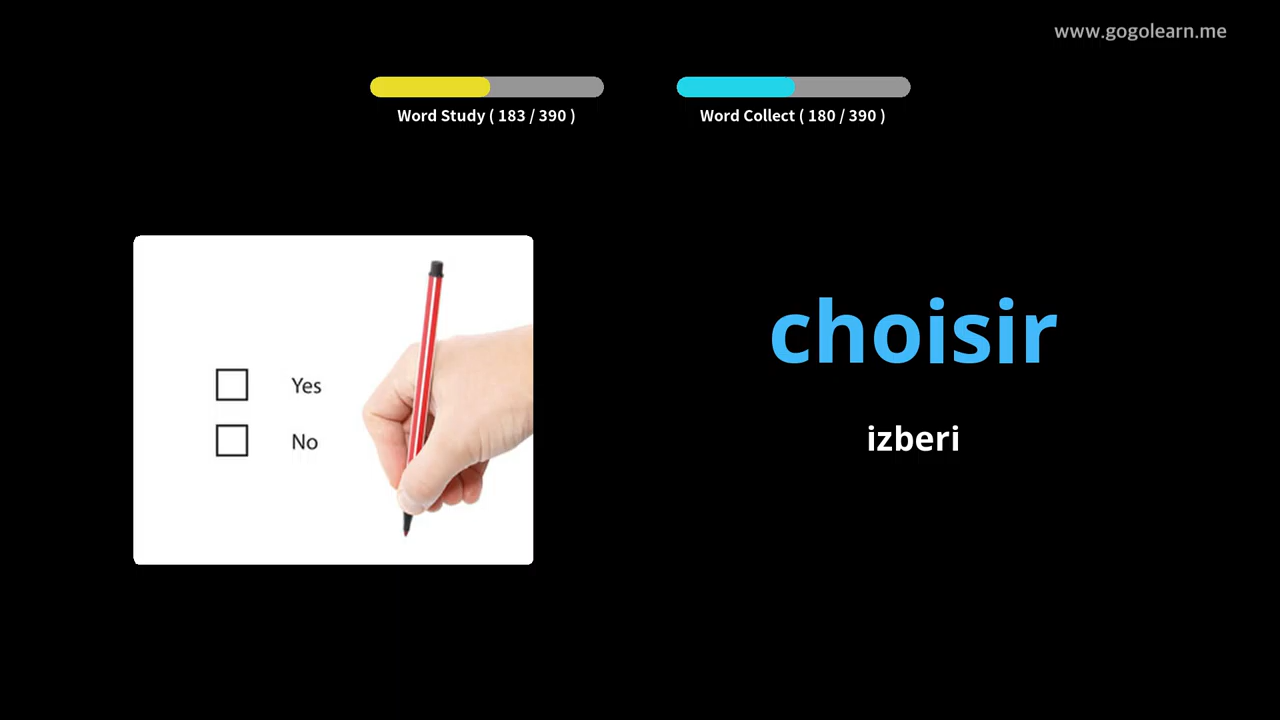 www.gogolearn.me
Word Study ( 183 / 390 )
Word Collect ( 180 / 390 )
Yes
No
choisir
izberi